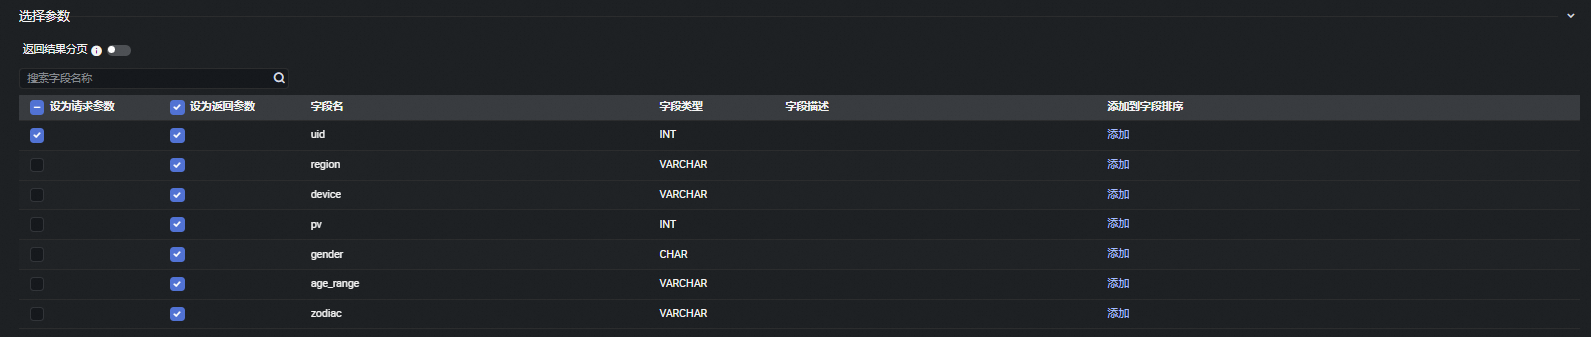 选择参数
返回结果分页
搜索字段名称
设为请求参数 设为返回参数 字段名 字段类型 字段描述 添加到字段排序
uid INT 添加
region VARCHAR 添加
device VARCHAR 添加
pv INT 添加
gender CHAR 添加
age_range VARCHAR 添加
zodiac VARCHAR 添加